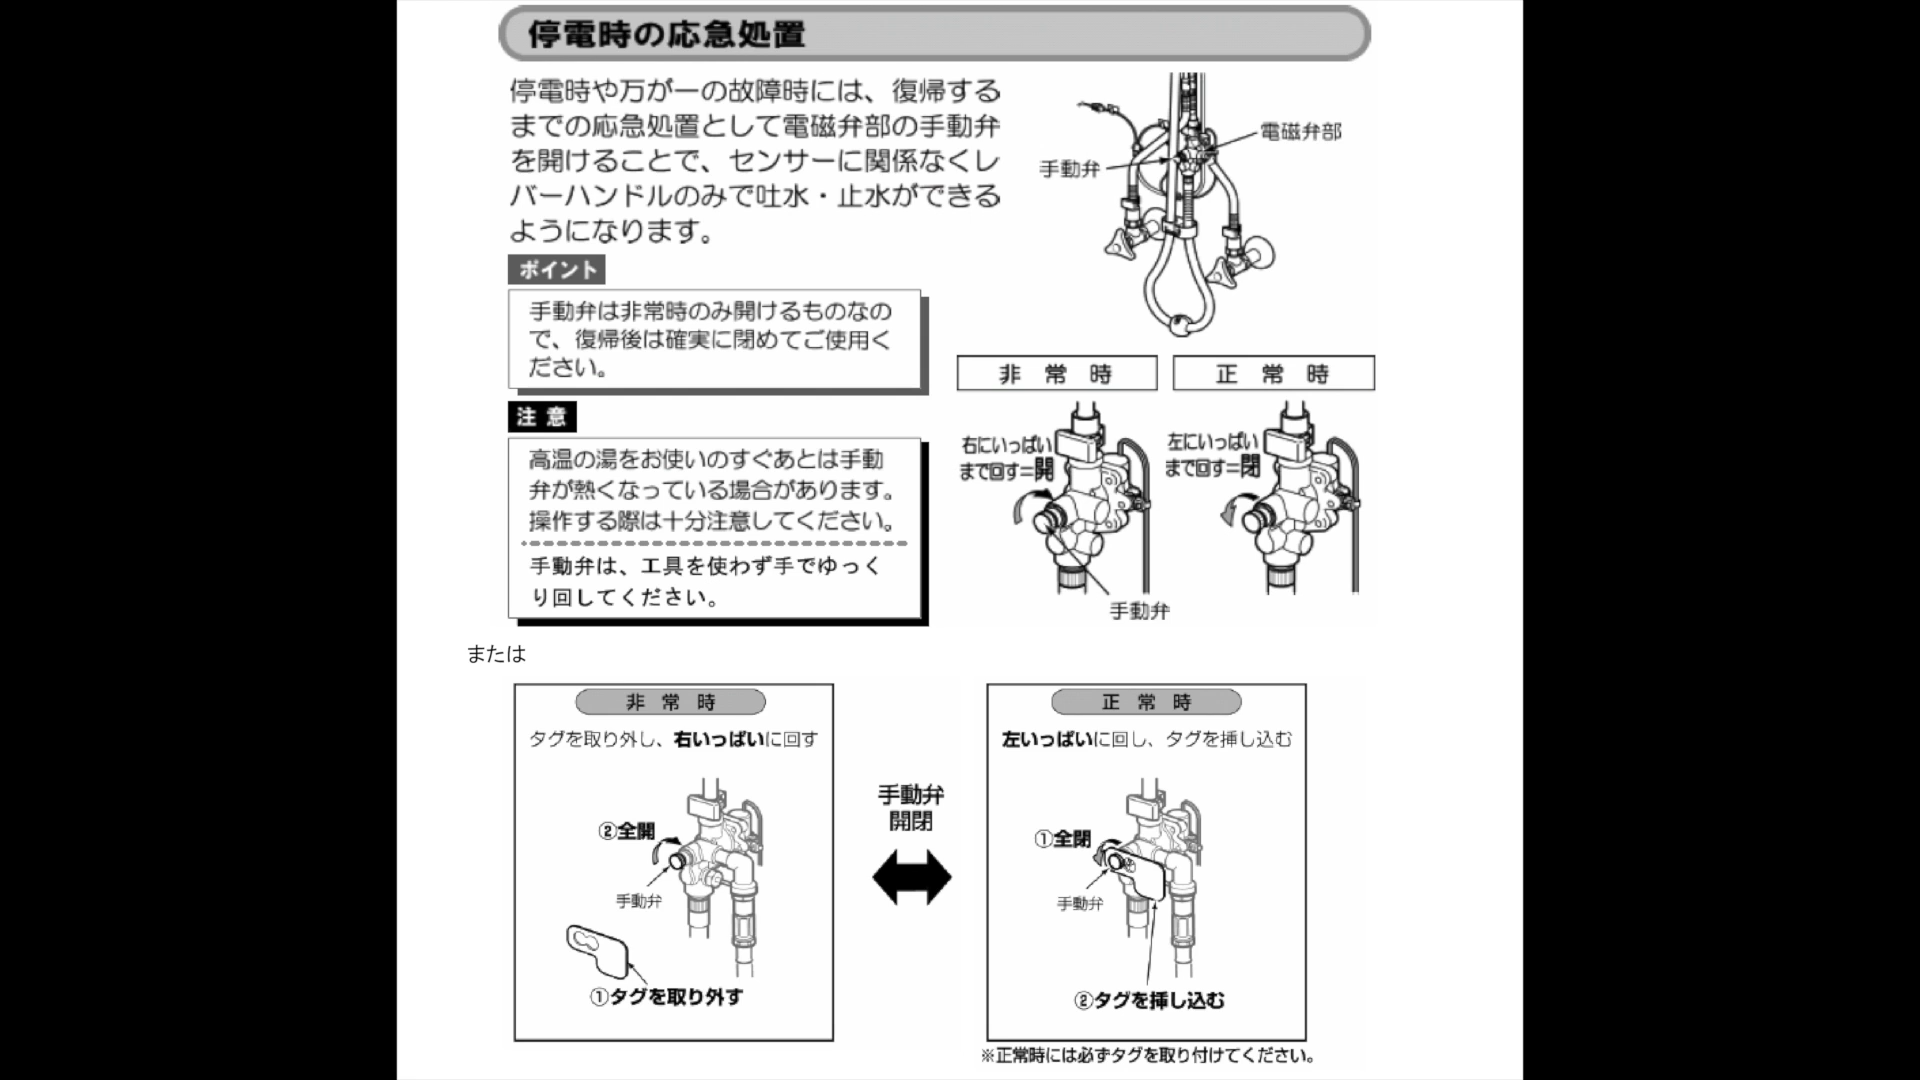 停電時の応急処置
停電時や万が一の故障時には、復帰する
までの応急処置として電磁弁部の手動弁
を開けることで、センサーに関係なくレ
バーハンドルのみで吐水・止水ができる
ようになります。
電磁弁部
手動弁
ポイント
手動弁は非常時のみ開けるものなの
で、復帰後は確実に閉めてご使用く
ださい。
注意
高温の湯をお使いのすぐあとは手動
弁が熱くなっている場合があります。
操作する際は十分注意してください。
手動弁は、工具を使わず手でゆっく
り回してください。
非常時
右にいっぱい
まで回す=開
手動弁
正常時
左にいっぱい
まで回す=閉
または
非常時
タグを取り外し、右いっぱいに回す
②全開
手動弁
①タグを取り外す
手動弁
開閉
正常時
左いっぱいに回し、タグを挿し込む
①全閉
手動弁
②タグを挿し込む
※正常時には必ずタグを取り付けてください。